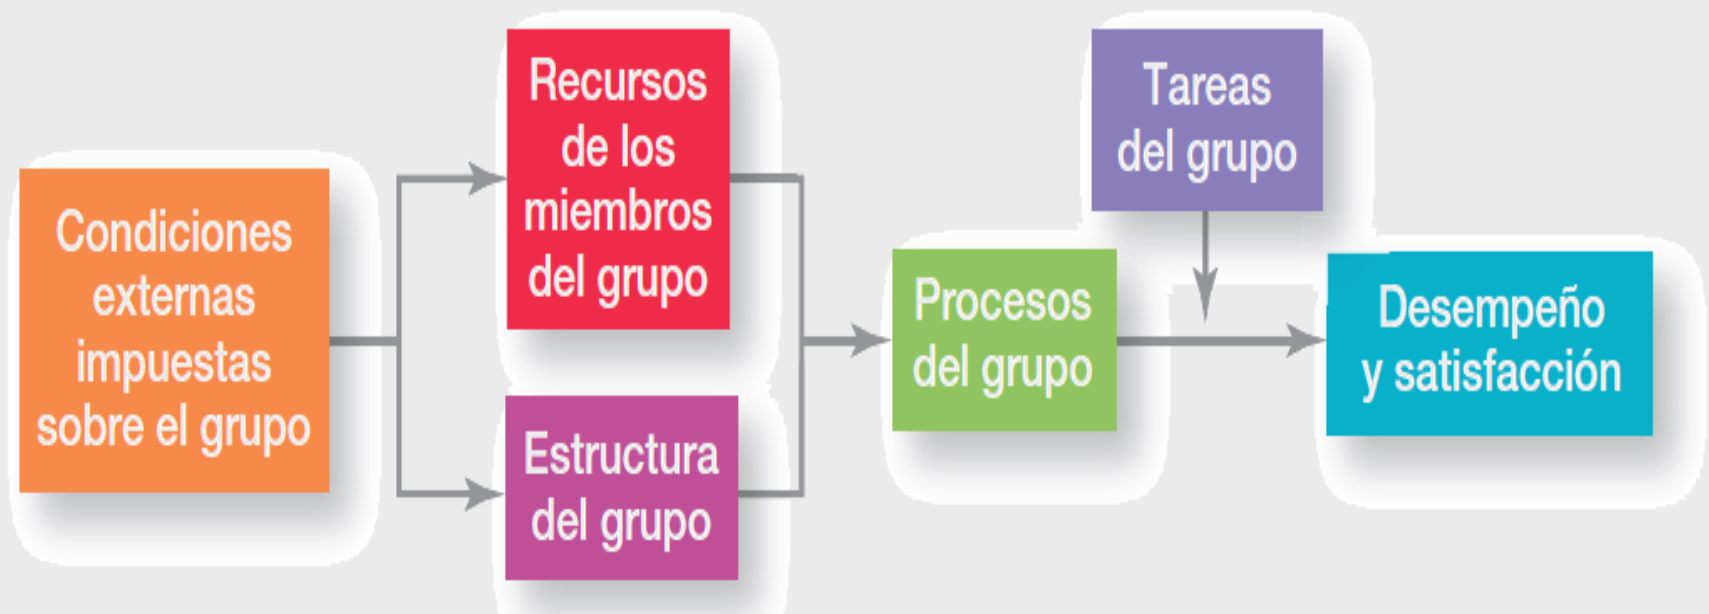 Condiciones
externas
impuestas
sobre el grupo
Recursos
de los
miembros
del grupo
Estructura
del grupo
Procesos
del grupo
Tareas
del grupo
Desempeño
y satisfacción